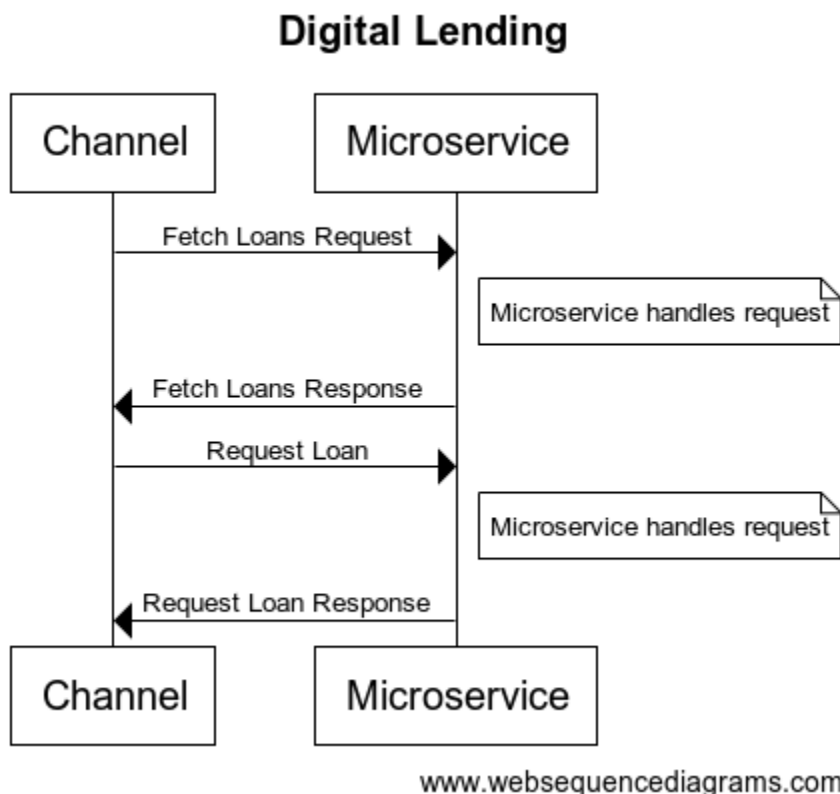 Digital Lending
Channel
Microservice
Fetch Loans Request
Microservice handles request
Fetch Loans Response
Request Loan
Microservice handles request
Request Loan Response
Channel
Microservice
www.websequencediagrams.com